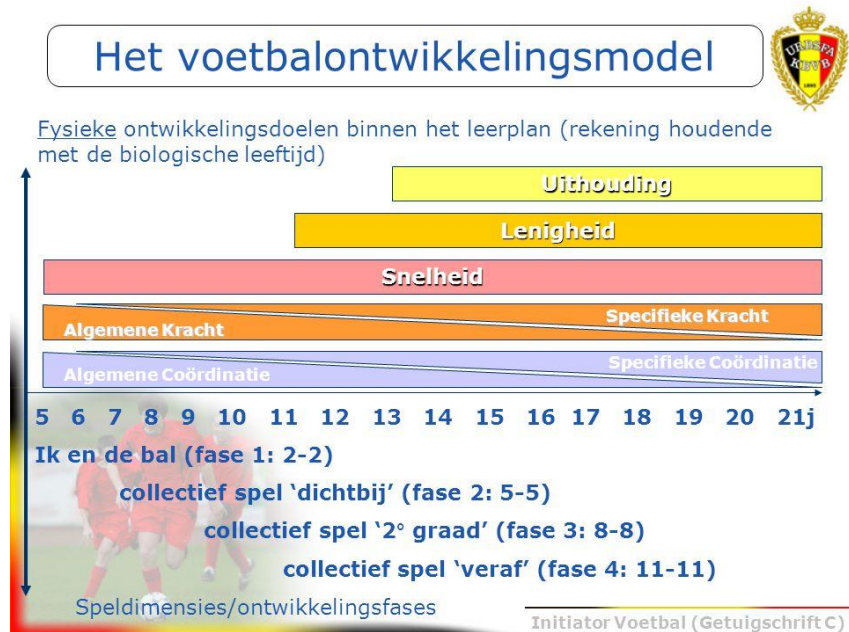 Het voetbalontwikkelingsmodel
URBSFA
KBVB
1895
Fysieke ontwikkelingsdoelen binnen het leerplan (rekening houdende
met de biologische leeftijd)
Uithouding
Lenigheid
Snelheid
Specifieke Kracht
Algemene Kracht
Specifieke Coördinatie
Algemene Coördinatie
5 6 7 8 9 10 11 12 13 14 15 16 17 18 19 20 21j
Ik en de bal (fase 1: 2-2)
collectief spel ‘dichtbij’ (fase 2: 5-5)
collectief spel ‘2° graad’ (fase 3: 8-8)
collectief spel ‘veraf’ (fase 4: 11-11)
Speldimensies/ontwikkelingsfases
Initiator Voetbal (Getuigschrift C)